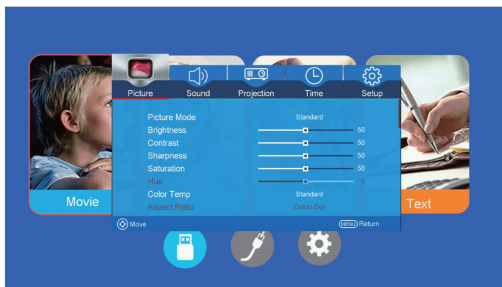 Picture Sound Projection Time Setup
Picture Mode Standard
Brightness 50
Contrast 50
Sharpness 50
Saturation 50
Hue 0
Color Temp Standard
Aspect Ratio Dot to Dot
Movie Text
Move MENU Return